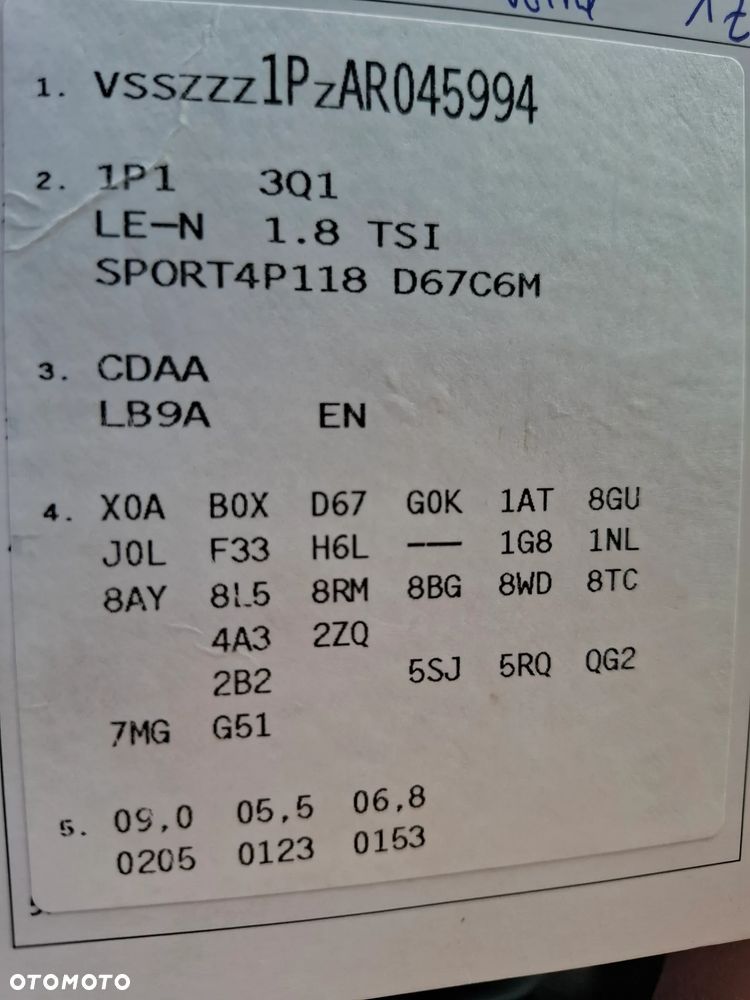 17
1. VSSZZZ1PZAR045994
2. 1P1 3Q1
LE-N 1.8 TSI
SPORT4P118 D67C6M
3. CDAA
LB9A EN
4. X0A B0X D67 G0K 1AT 8GU
J0L F33 H6L --- 1G8 1NL
8AY 8L5 8RM 8BG 8WD 8TC
4A3 2ZQ
2B2 5SJ 5RQ QG2
7MG G51
5. 09,0 05,5 06,8
0205 0123 0153
OTOMOTO